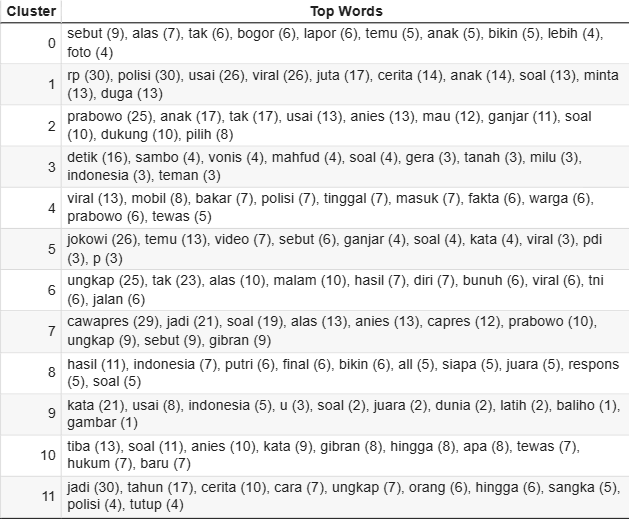 Cluster Top Words
0 sebut (9), alas (7), tak (6), bogor (6), lapor (6), temu (5), anak (5), bikin (5), lebih (4),
foto (4)
1 rp (30), polisi (30), usai (26), viral (26), juta (17), cerita (14), anak (14), soal (13), minta
(13), duga (13)
2 prabowo (25), anak (17), tak (17), usai (13), anies (13), mau (12), ganjar (11), soal
(10), dukung (10), pilih (8)
3 detik (16), sambo (4), vonis (4), mahfud (4), soal (4), gera (3), tanah (3), milu (3),
indonesia (3), teman (3)
4 viral (13), mobil (8), bakar (7), polisi (7), tinggal (7), masuk (7), fakta (6), warga (6),
prabowo (6), tewas (5)
5 jokowi (26), temu (13), video (7), sebut (6), ganjar (4), soal (4), kata (4), viral (3), pdi
(3), p (3)
6 ungkap (25), tak (23), alas (10), malam (10), hasil (7), diri (7), bunuh (6), viral (6), tni
(6), jalan (6)
7 cawapres (29), jadi (21), soal (19), alas (13), anies (13), capres (12), prabowo (10),
ungkap (9), sebut (9), gibran (9)
8 hasil (11), indonesia (7), putri (6), final (6), bikin (6), all (5), siapa (5), juara (5), respons
(5), soal (5)
9 kata (21), usai (8), indonesia (5), u (3), soal (2), juara (2), dunia (2), latih (2), baliho (1),
gambar (1)
10 tiba (13), soal (11), anies (10), kata (9), gibran (8), hingga (8), apa (8), tewas (7),
hukum (7), baru (7)
11 jadi (30), tahun (17), cerita (10), cara (7), ungkap (7), orang (6), hingga (6), sangka (5),
polisi (4), tutup (4)